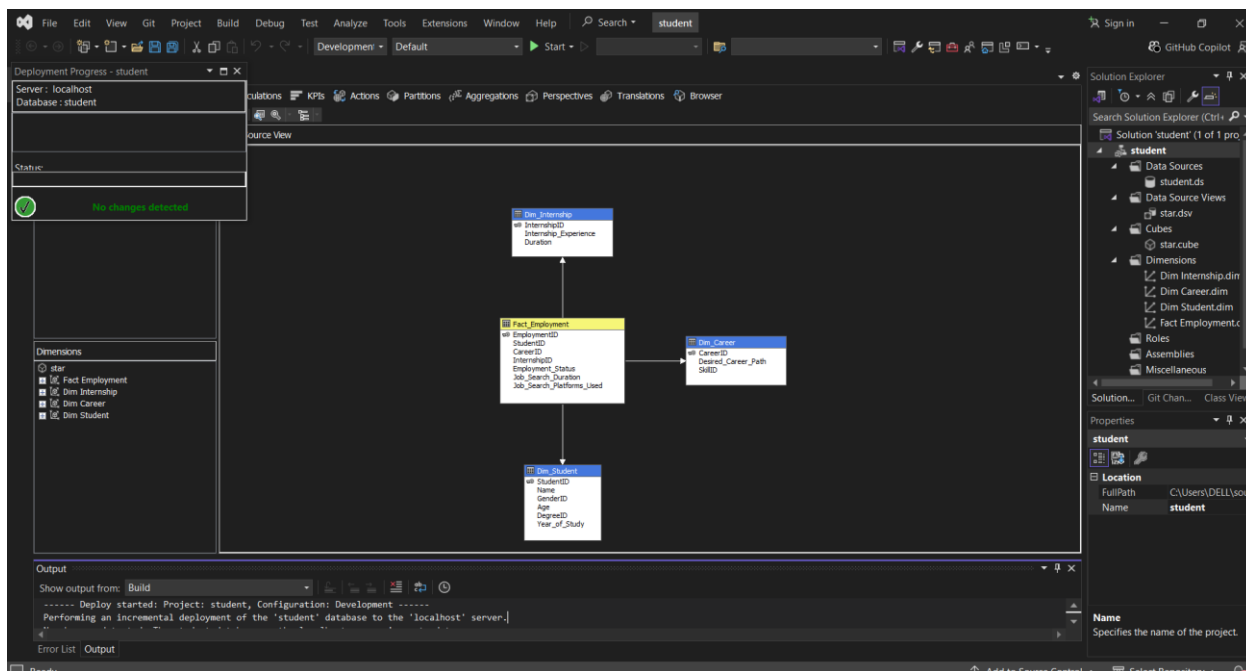 File Edit View Git Project Build Debug Test Analyze Tools Extensions Window Help Search student Sign in
Development Default Start GitHub Copilot
Deployment Progress - student
Server : localhost
Database : student
Status:
No changes detected
culations KPIs Actions Partitions Aggregations Perspectives Translations Browser
ource View
Dim_Internship
InternshipID
Internship_Experience
Duration
Fact_Employment
EmploymentID
StudentID
CareerID
InternshipID
Employment_Status
Job_Search_Duration
Job_Search_Platforms_Used
Dim_Career
CareerID
Desired_Career_Path
SkillID
Dim_Student
StudentID
Name
GenderID
Age
DegreeID
Year_of_Study
Dimensions
star
Fact Employment
Dim Internship
Dim Career
Dim Student
Solution Explorer
Search Solution Explorer (Ctrl+
Solution 'student' (1 of 1 proj
student
Data Sources
student.ds
Data Source Views
star.dsv
Cubes
star.cube
Dimensions
Dim Internship.dim
Dim Career.dim
Dim Student.dim
Fact Employment.c
Roles
Assemblies
Miscellaneous
Solution... Git Chan... Class View
Properties
student
Location
FullPath C:\Users\DELL\sou
Name student
Name
Specifies the name of the project.
Output
Show output from: Build
------ Deploy started: Project: student, Configuration: Development ------
Performing an incremental deployment of the 'student' database to the 'localhost' server.
Error List Output
Ready Add to Source Control Select Repository